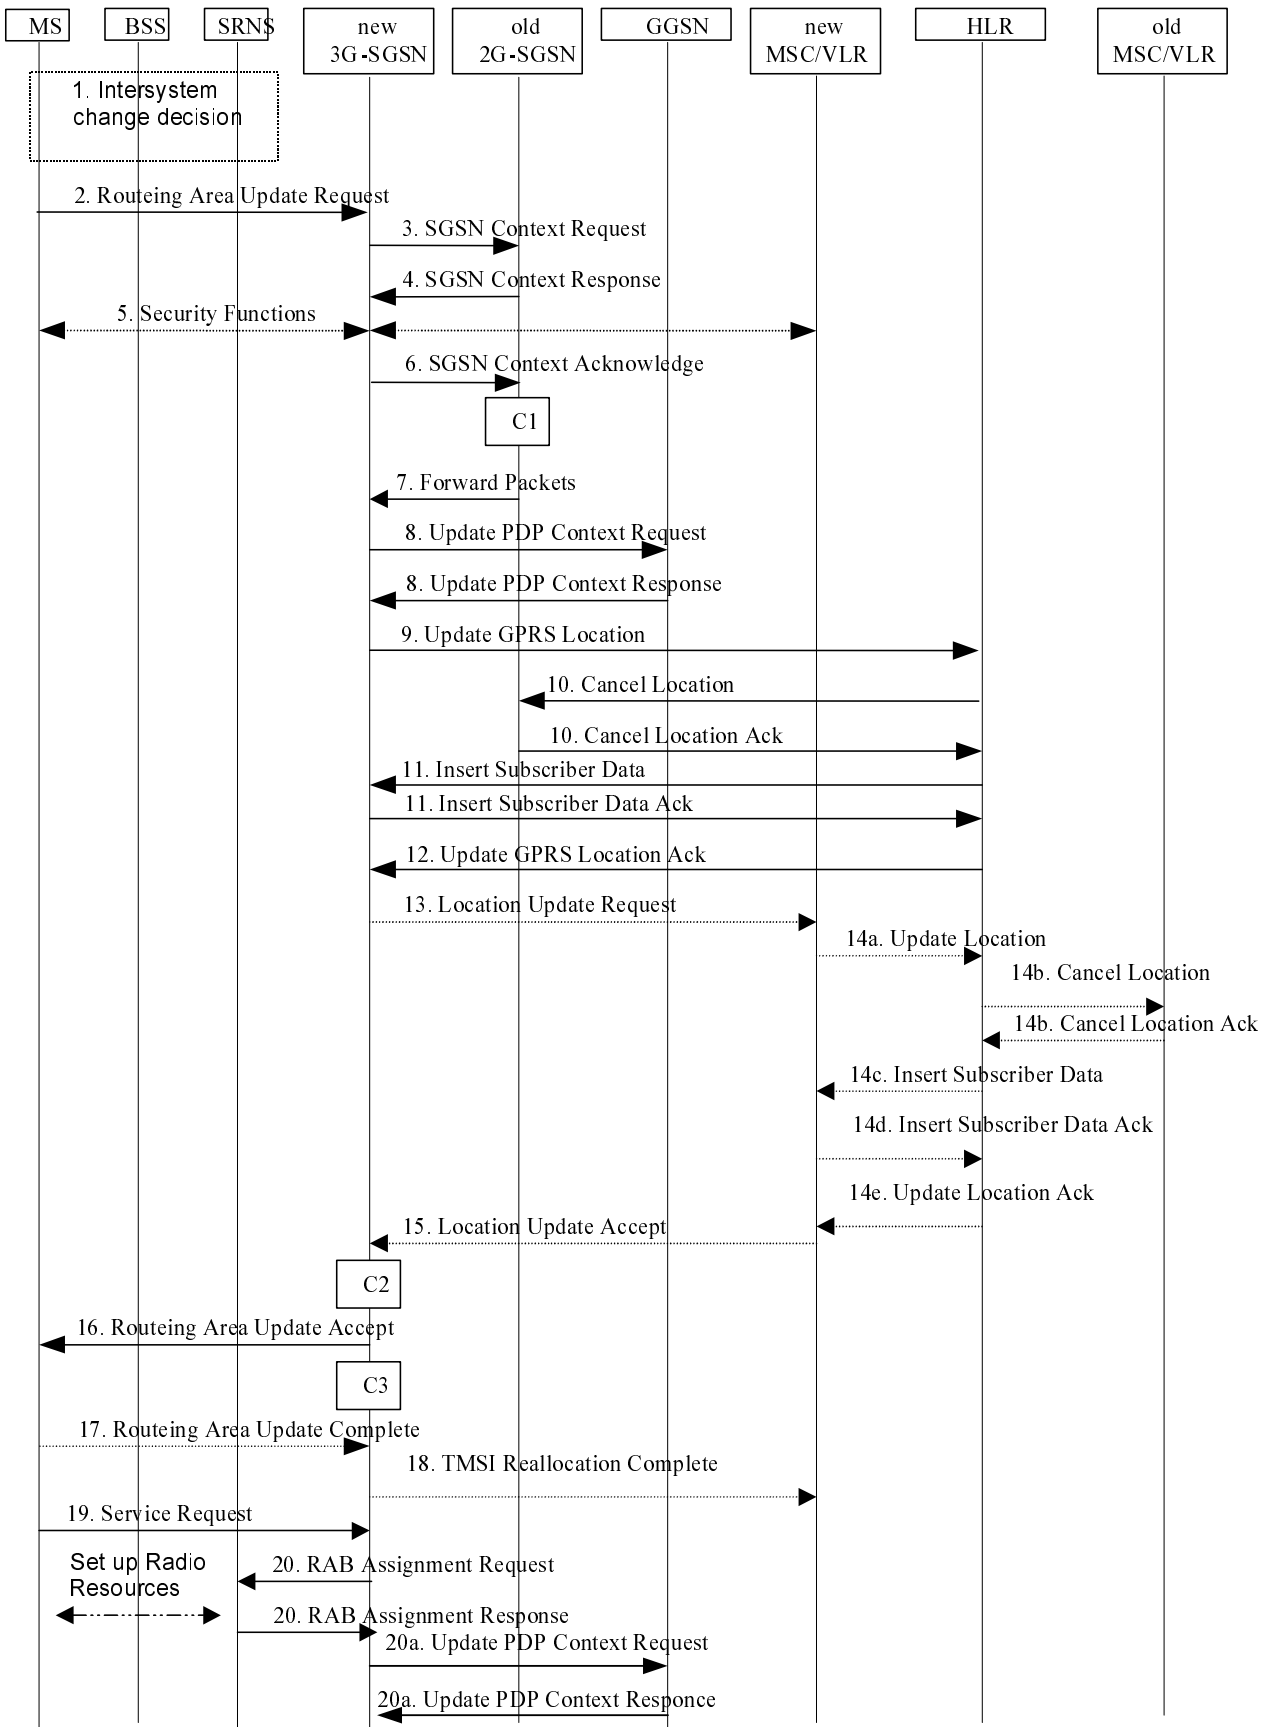 MS
BSS
SRNS
new
3G-SGSN
old
2G-SGSN
GGSN
new
MSC/VLR
HLR
old
MSC/VLR
1. Intersystem
change decision
2. Routeing Area Update Request
3. SGSN Context Request
4. SGSN Context Response
5. Security Functions
6. SGSN Context Acknowledge
C1
7. Forward Packets
8. Update PDP Context Request
8. Update PDP Context Response
9. Update GPRS Location
10. Cancel Location
10. Cancel Location Ack
11. Insert Subscriber Data
11. Insert Subscriber Data Ack
12. Update GPRS Location Ack
13. Location Update Request
14a. Update Location
14b. Cancel Location
14b. Cancel Location Ack
14c. Insert Subscriber Data
14d. Insert Subscriber Data Ack
14e. Update Location Ack
15. Location Update Accept
C2
16. Routeing Area Update Accept
C3
17. Routeing Area Update Complete
18. TMSI Reallocation Complete
19. Service Request
Set up Radio
Resources
20. RAB Assignment Request
20. RAB Assignment Response
20a. Update PDP Context Request
20a. Update PDP Context Responce